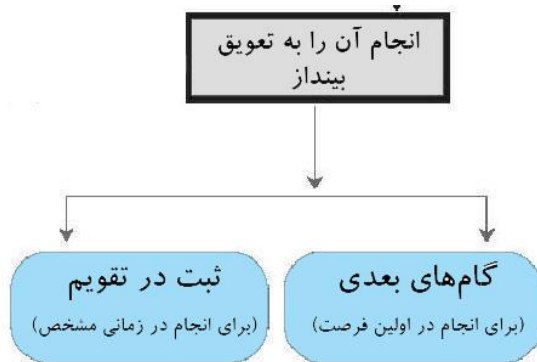 انجام آن را به تعویق
بینداز
گام‌های بعدی
(برای انجام در اولین فرصت)
ثبت در تقویم
(برای انجام در زمانی مشخص)